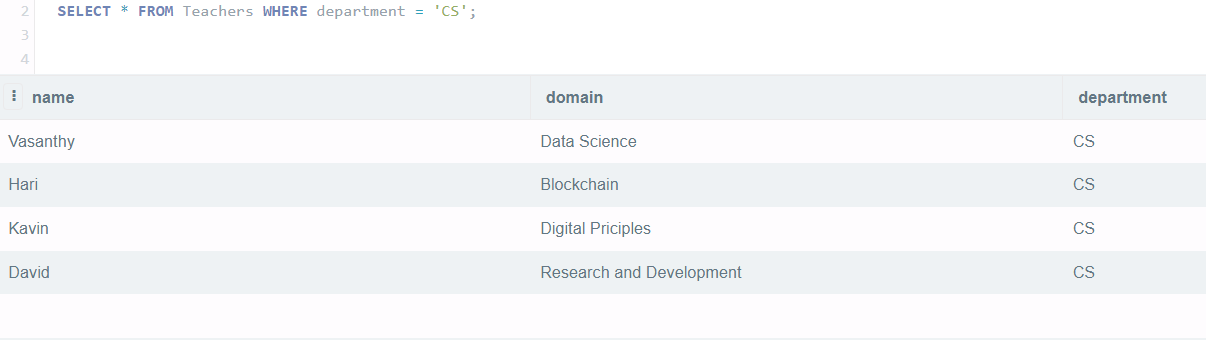 2 SELECT * FROM Teachers WHERE department = 'CS';
3
4
name domain department
Vasanthy Data Science CS
Hari Blockchain CS
Kavin Digital Priciples CS
David Research and Development CS